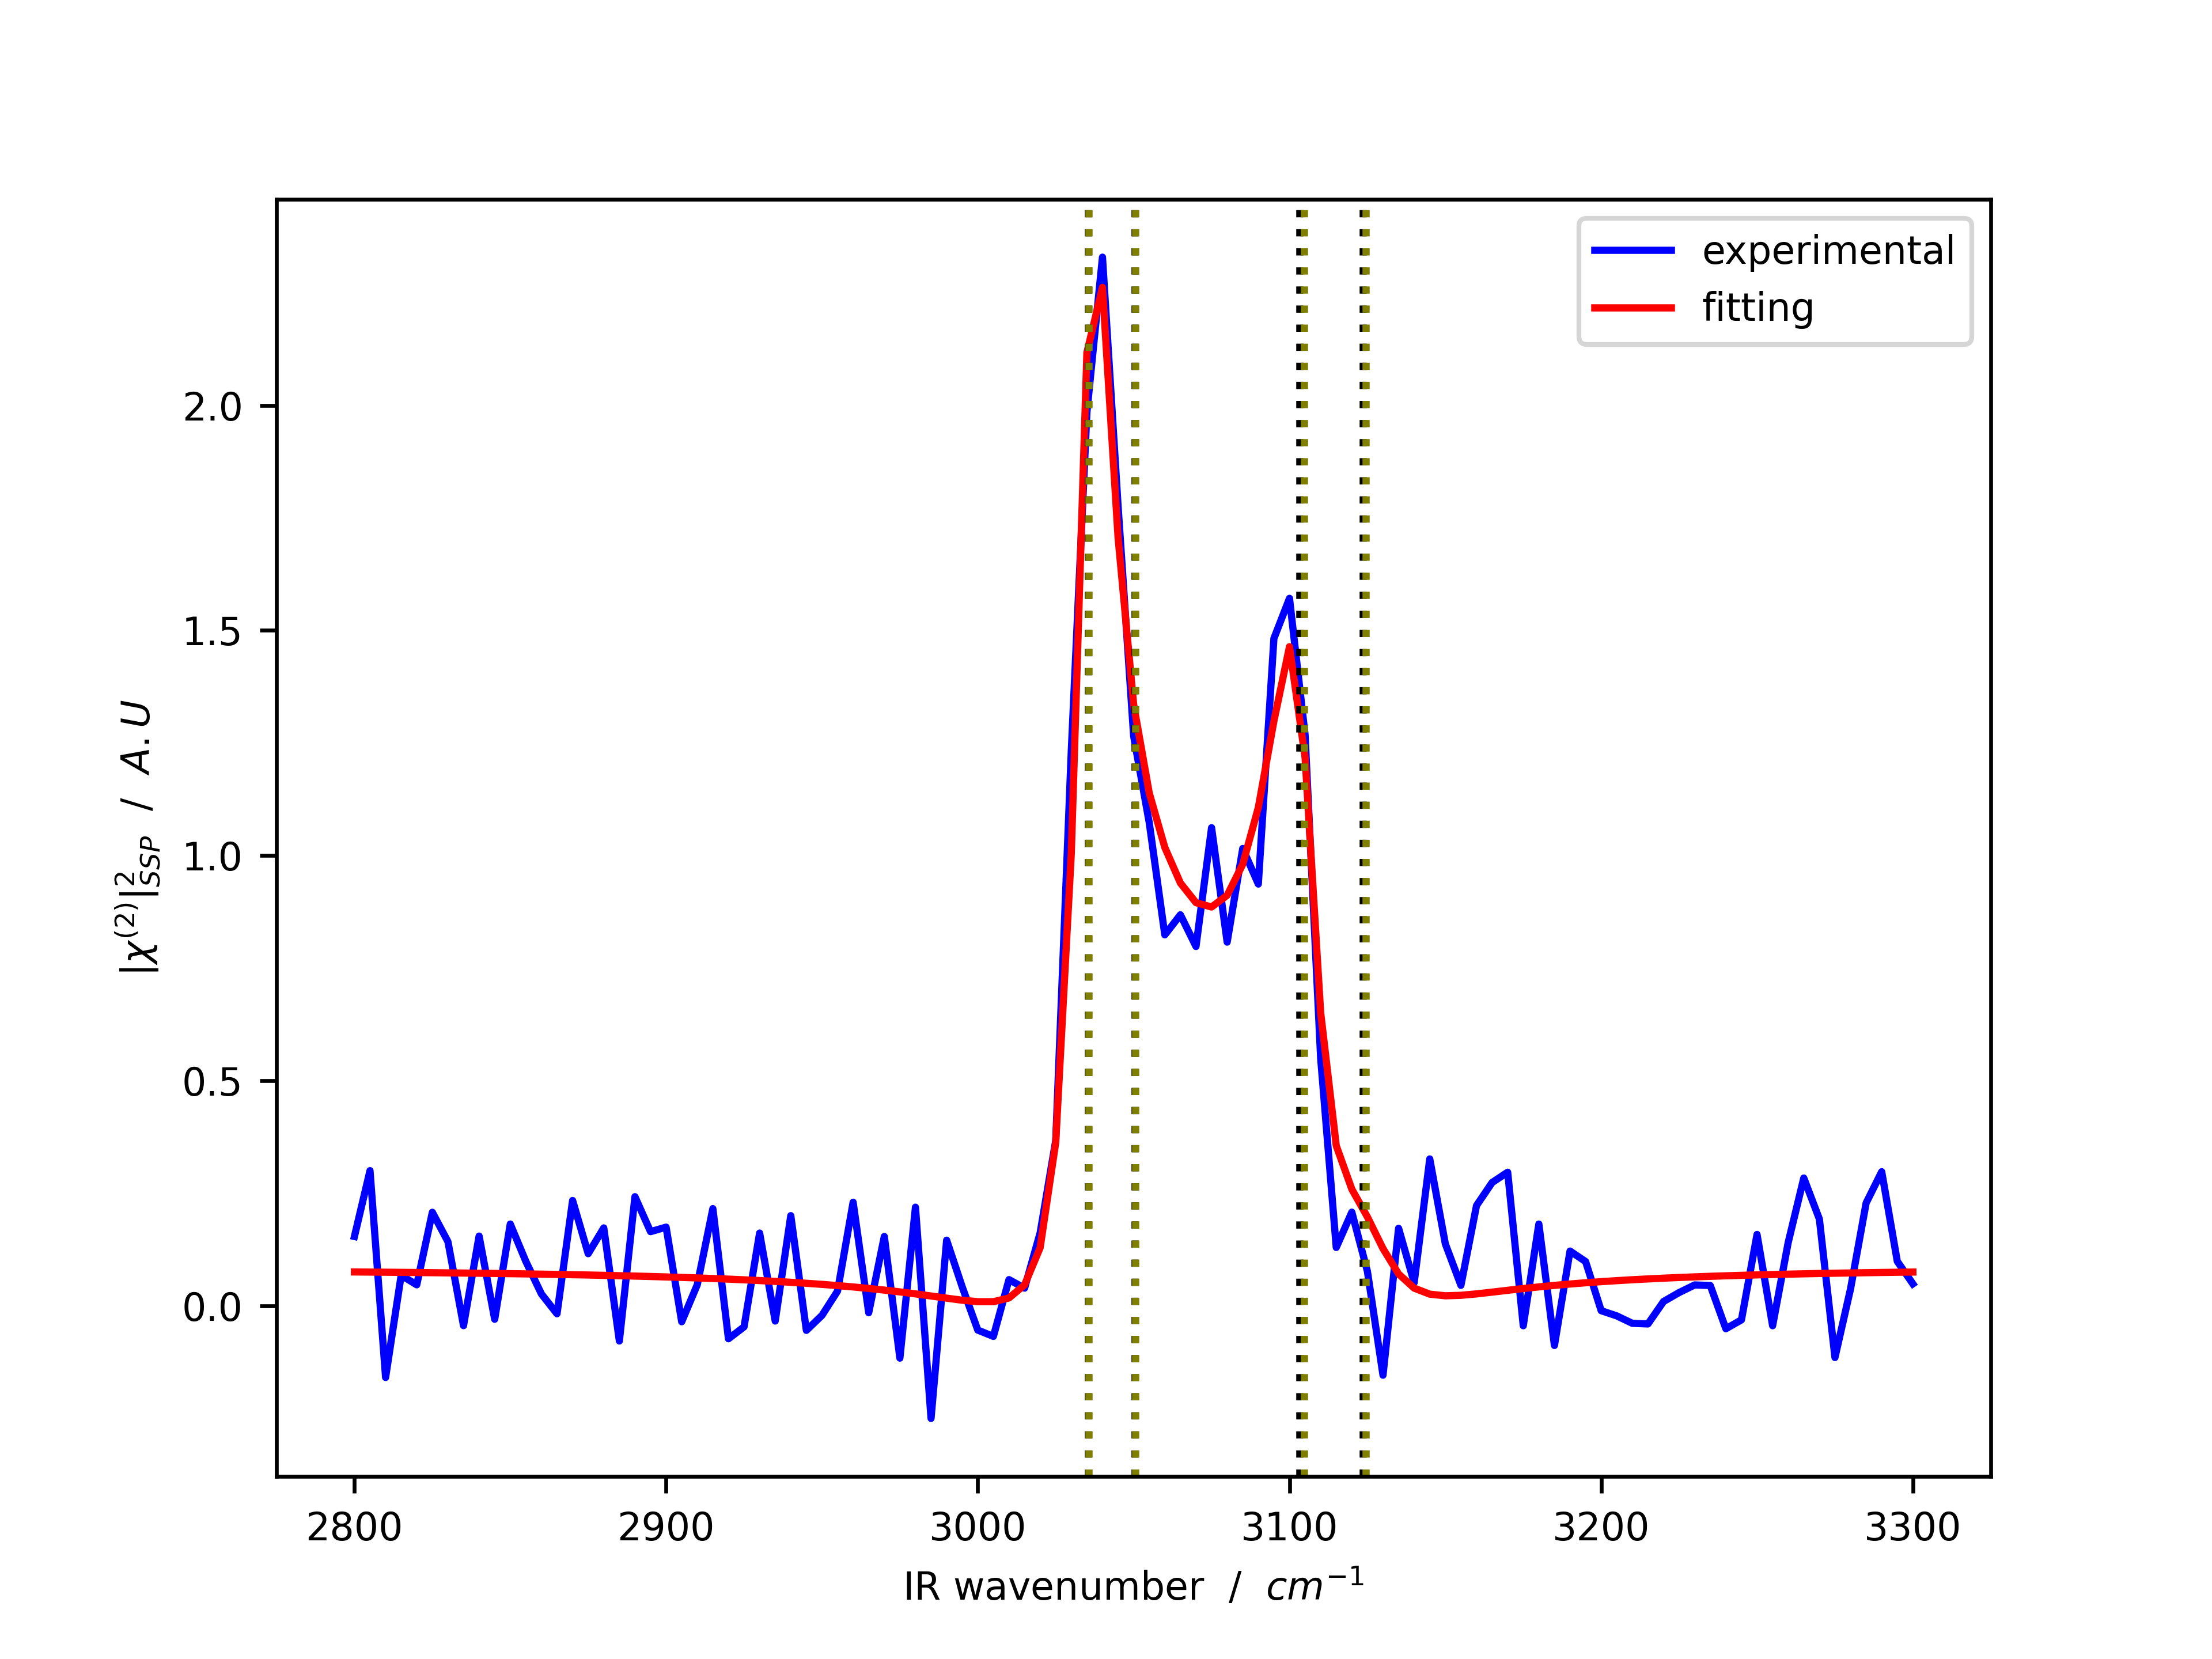 experimental
fitting
2.0
1.5
1.0
0.5
0.0
|χ⁽²⁾|²_SSP / A.U
2800 2900 3000 3100 3200 3300
IR wavenumber / cm⁻¹